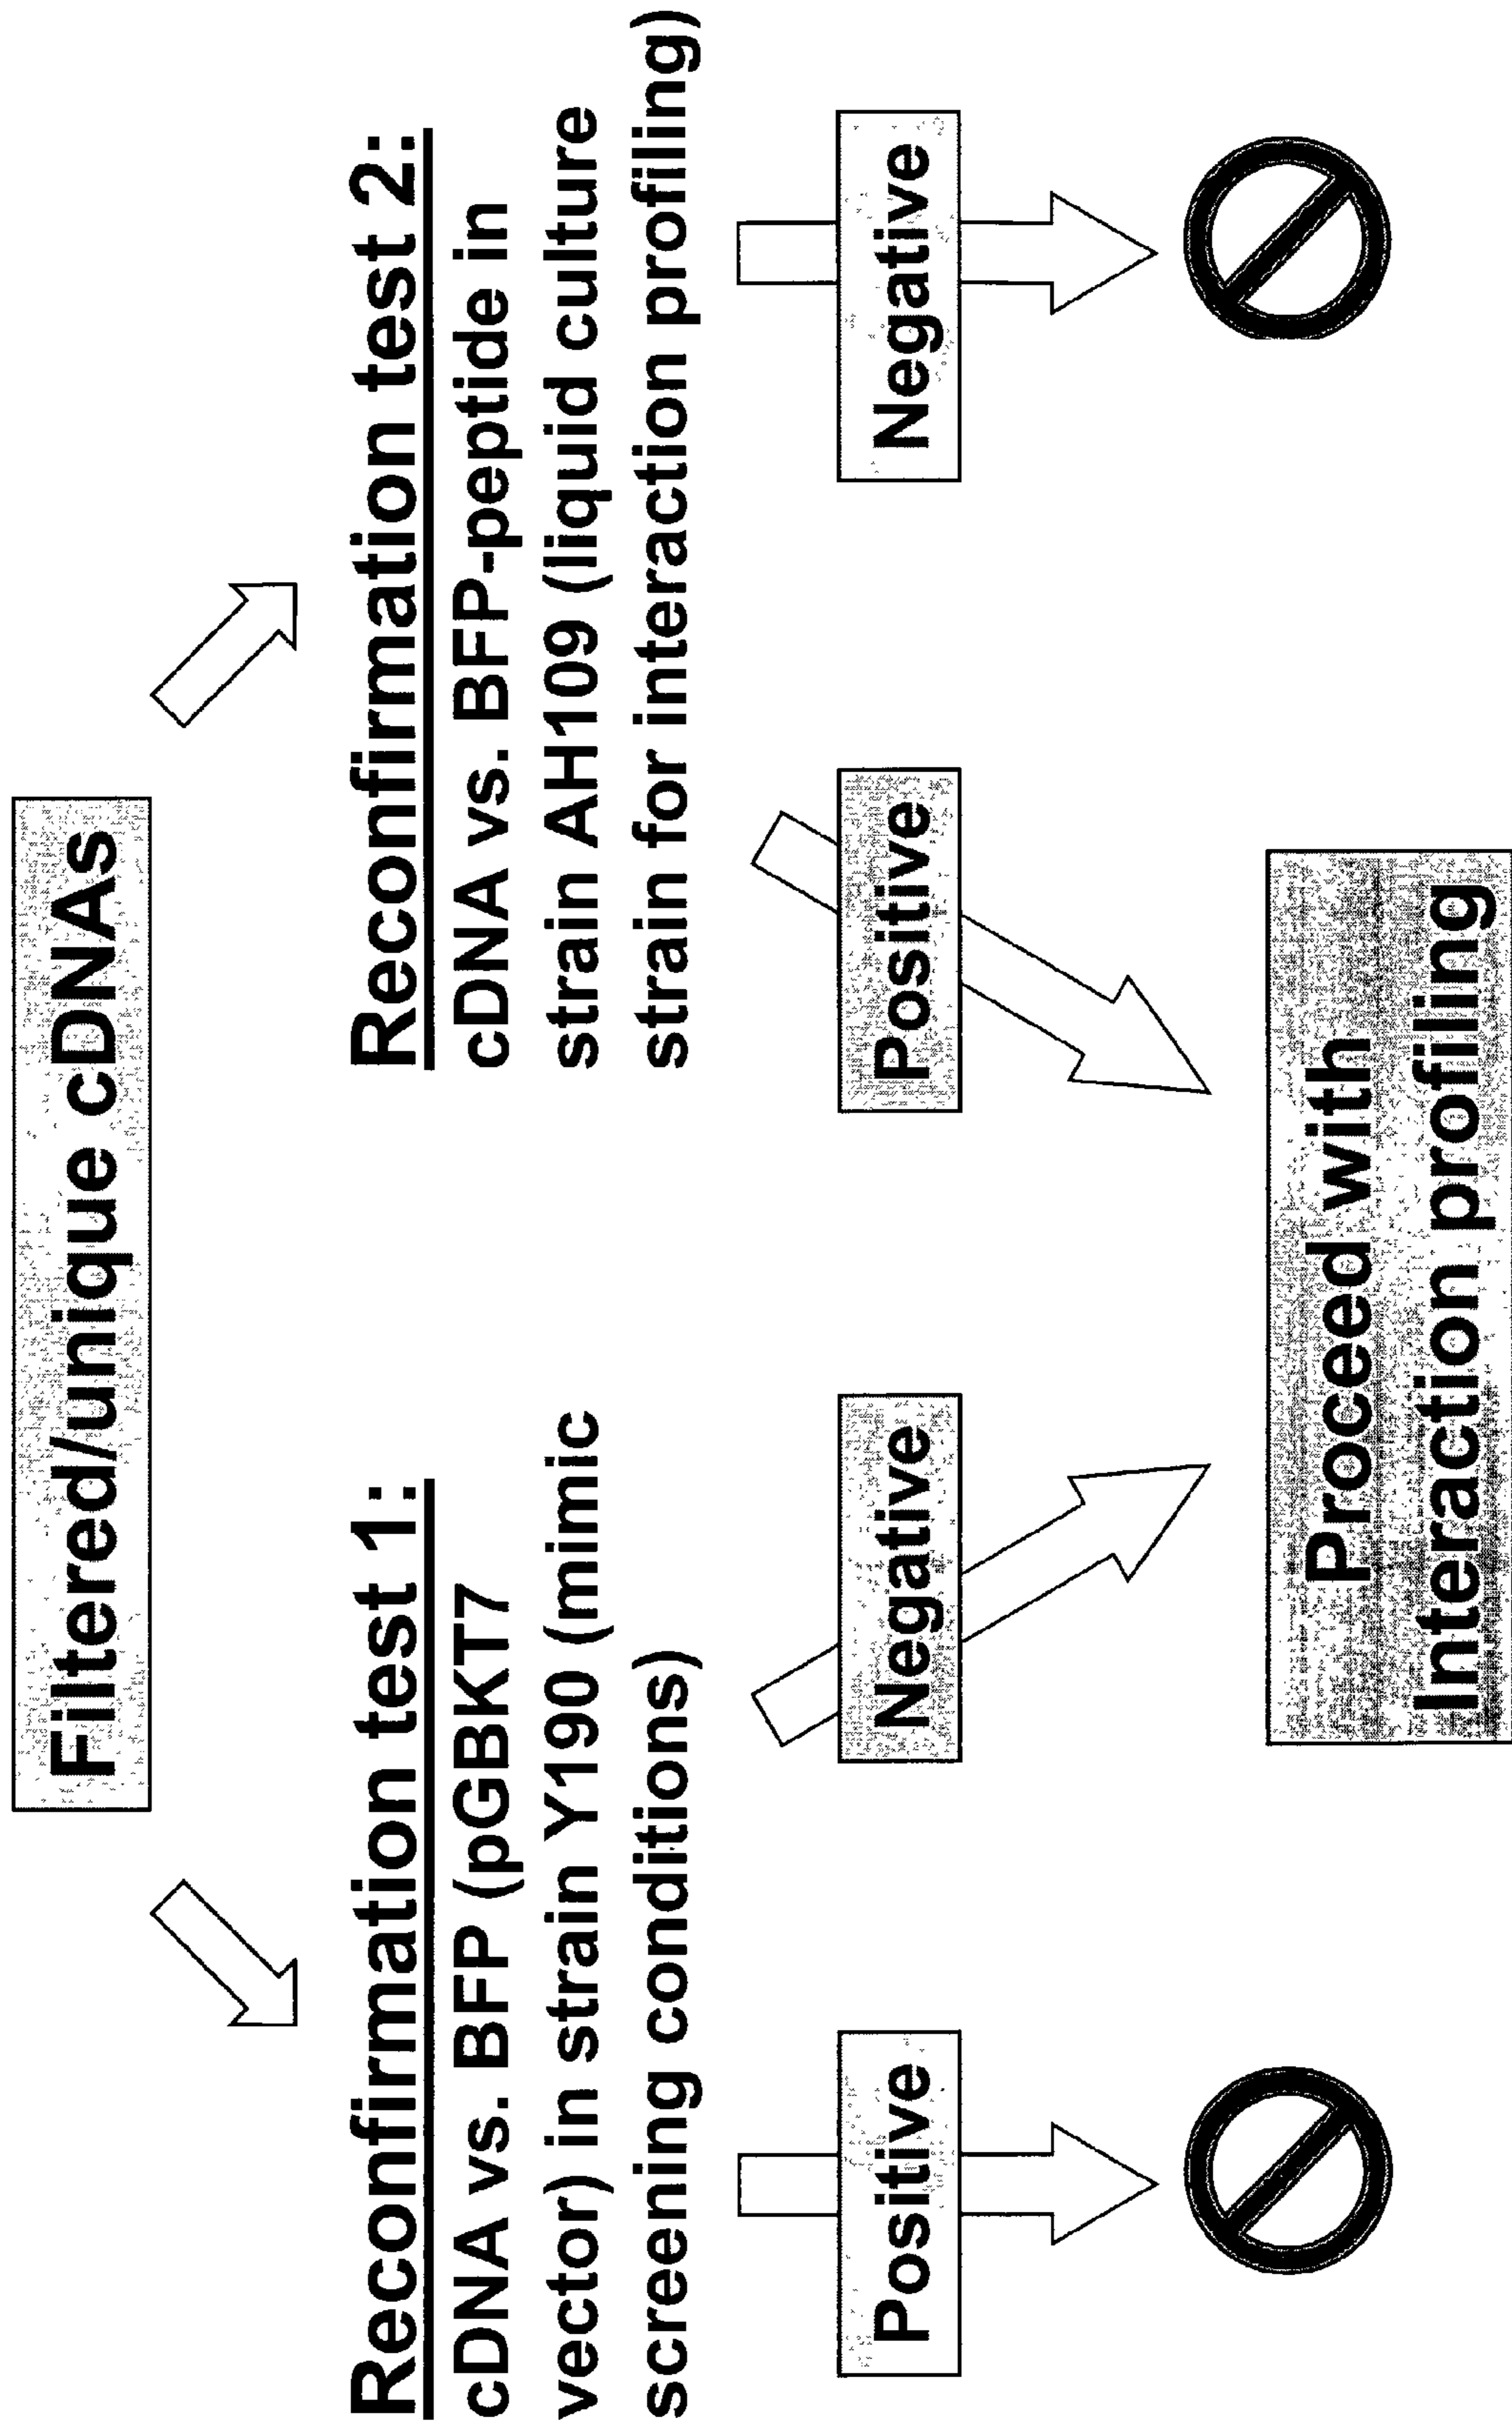 Filtered/unique cDNAs
Reconfirmation test 1:
cDNA vs. BFP (pGBKT7
vector) in strain Y190 (mimic
screening conditions)
Reconfirmation test 2:
cDNA vs. BFP-peptide in
strain AH109 (liquid culture
strain for interaction profiling)
Positive
Negative
Positive
Negative
Proceed with
Interaction profiling